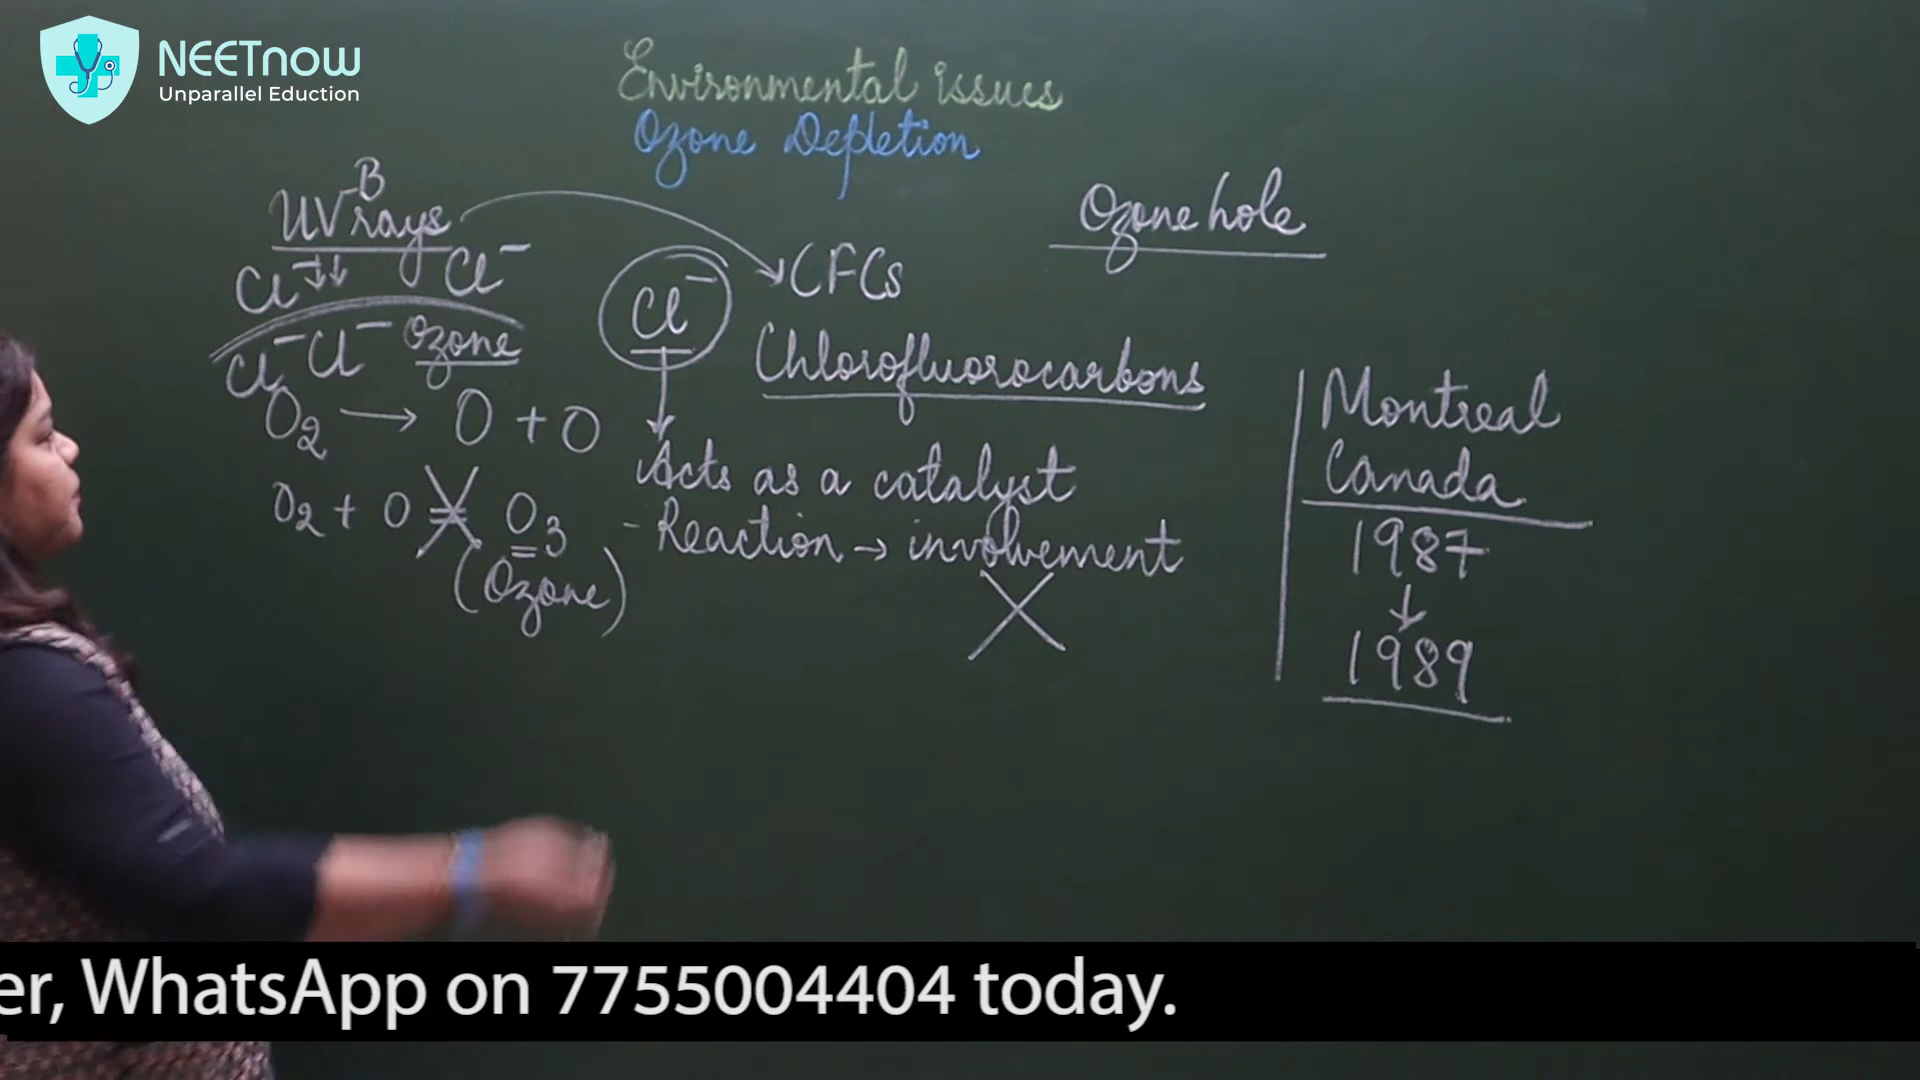 NEETnow
Unparallel Eduction
Environmental issues
Ozone Depletion
UV-B rays
Cl⁻ Cl⁻
Cl⁻ Cl⁻ Ozone
O₂ → O + O
O₂ + O = O₃
(Ozone)
Cl⁻
CFCs
Chlorofluorocarbons
Acts as a catalyst
- Reaction → involvement
Ozone hole
Montreal
Canada
1987
↓
1989
er, WhatsApp on 7755004404 today.